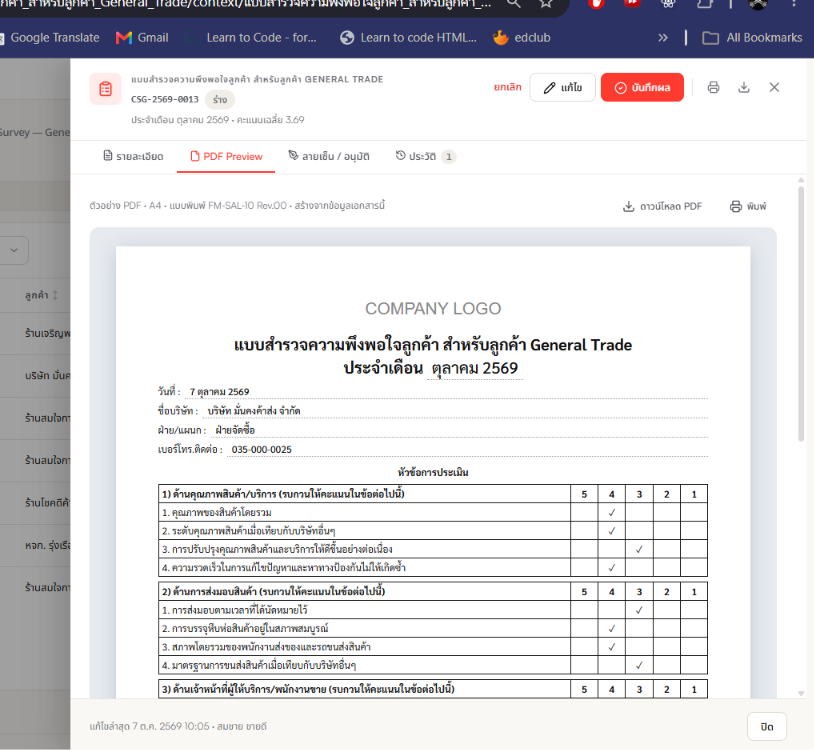 General_Trade/context/แบบสำรวจความพึงพอใจลูกค้า_สำหรับลูกค้า_...
Google Translate
Gmail
Learn to Code - for...
Learn to code HTML...
edclub
All Bookmarks
แบบสำรวจความพึงพอใจลูกค้า สำหรับลูกค้า GENERAL TRADE
CSG-2569-0013 ร่าง
ประจำเดือน ตุลาคม 2569 • คะแนนเฉลี่ย 3.69
ยกเลิก
แก้ไข
บันทึกผล
Survey — Gene
รายละเอียด
PDF Preview
ลายเซ็น / อนุมัติ
ประวัติ 1
ตัวอย่าง PDF • A4 • แบบพิมพ์ FM-SAL-10 Rev.00 • สร้างจากข้อมูลเอกสารนี้
ดาวน์โหลด PDF
พิมพ์
ลูกค้า
ร้านเจริญพ
บริษัท มั่นค
ร้านสมใจกา
ร้านสมใจกา
ร้านโชคดีค้
หจก. รุ่งเรือ
ร้านสมใจกา
COMPANY LOGO
แบบสำรวจความพึงพอใจลูกค้า สำหรับลูกค้า General Trade
ประจำเดือน ตุลาคม 2569
วันที่ : 7 ตุลาคม 2569
ชื่อบริษัท : บริษัท มั่นคงค้าส่ง จำกัด
ฝ่าย/แผนก : ฝ่ายจัดซื้อ
เบอร์โทร.ติดต่อ : 035-000-0025
หัวข้อการประเมิน
1) ด้านคุณภาพสินค้า/บริการ (รบกวนให้คะแนนในข้อต่อไปนี้) 5 4 3 2 1
1. คุณภาพของสินค้าโดยรวม ✓
2. ระดับคุณภาพสินค้าเมื่อเทียบกับบริษัทอื่นๆ ✓
3. การปรับปรุงคุณภาพสินค้าและบริการให้ดีขึ้นอย่างต่อเนื่อง ✓
4. ความรวดเร็วในการแก้ไขปัญหาและหาทางป้องกันไม่ให้เกิดซ้ำ ✓
2) ด้านการส่งมอบสินค้า (รบกวนให้คะแนนในข้อต่อไปนี้) 5 4 3 2 1
1. การส่งมอบตามเวลาที่ได้นัดหมายไว้ ✓
2. การบรรจุหีบห่อสินค้าอยู่ในสภาพสมบูรณ์ ✓
3. สภาพโดยรวมของพนักงานส่งของและรถขนส่งสินค้า ✓
4. มาตรฐานการขนส่งสินค้าเมื่อเทียบกับบริษัทอื่นๆ ✓
3) ด้านเจ้าหน้าที่ผู้ให้บริการ/พนักงานขาย (รบกวนให้คะแนนในข้อต่อไปนี้) 5 4 3 2 1
แก้ไขล่าสุด 7 ต.ค. 2569 10:05 • สมชาย ขายดี
ปิด